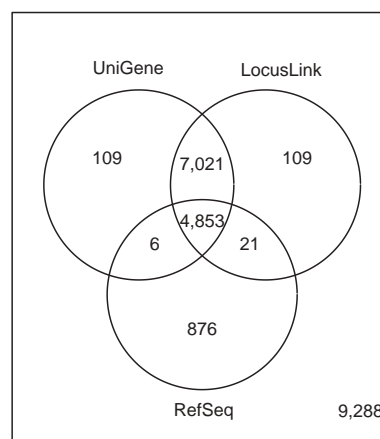 UniGene LocusLink
109 7,021 109
4,853
6 21
876
RefSeq 9,288